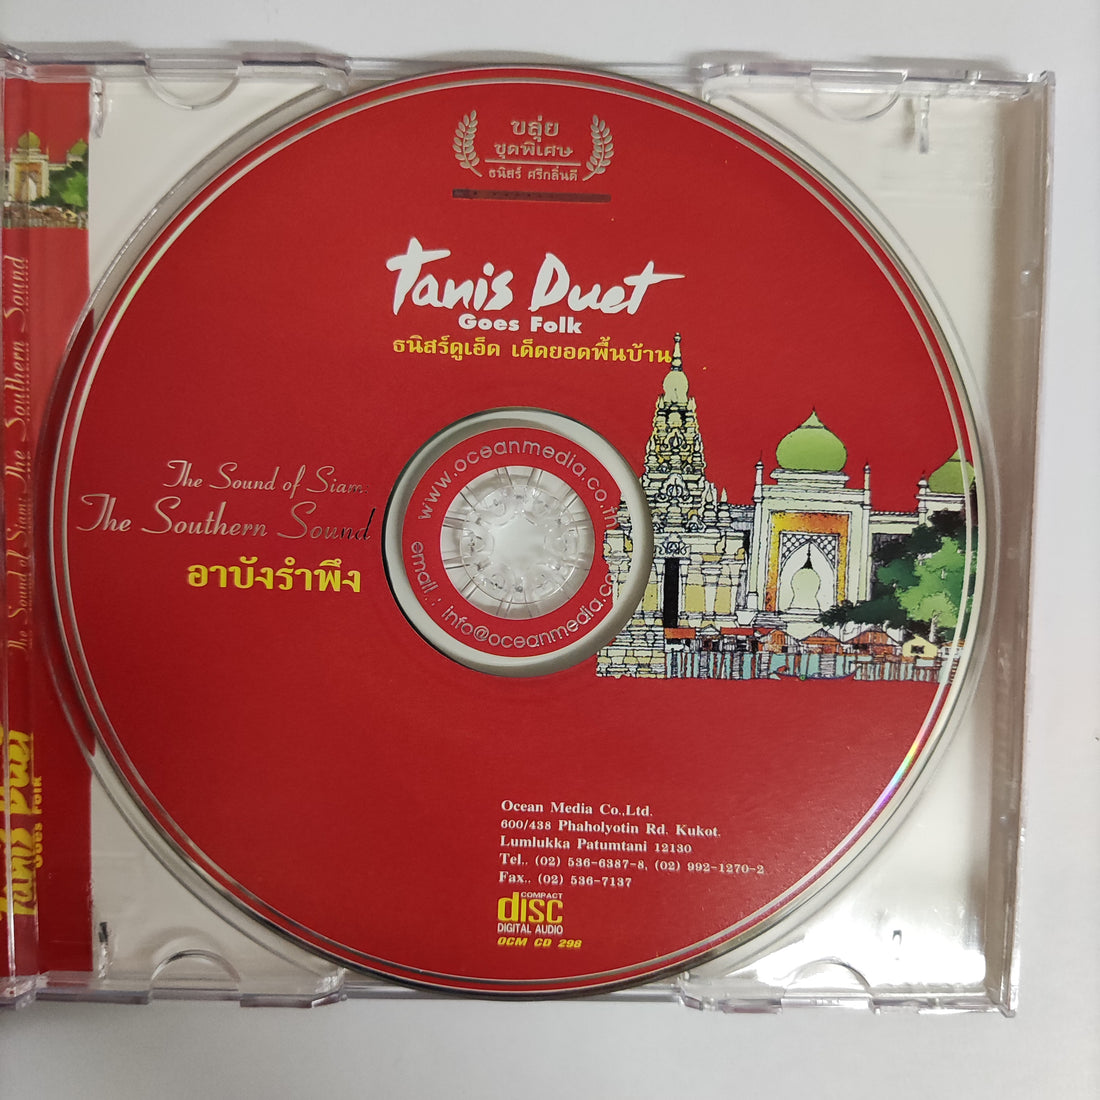 ขลุ่ย
ชุดพิเศษ
ธนิสร์ ศรีกลิ่นดี
Tanis Duet
Goes Folk
ธนิสร์ดูเอ็ด เด็ดยอดพื้นบ้าน
The Sound of Siam:
The Southern Sound
อาบังรำพึง
www.oceanmedia.co.th
email : info@oceanmedia.co
Ocean Media Co.,Ltd.
600/438 Phaholyotin Rd. Kukot.
Lumlukka Patumtani 12130
Tel.. (02) 536-6387-8, (02) 992-1270-2
Fax.. (02) 536-7137
COMPACT
disc
DIGITAL AUDIO
OCM CD 298
The Sound of Siam: The Southern Sound
Tanis Duet
Goes Folk